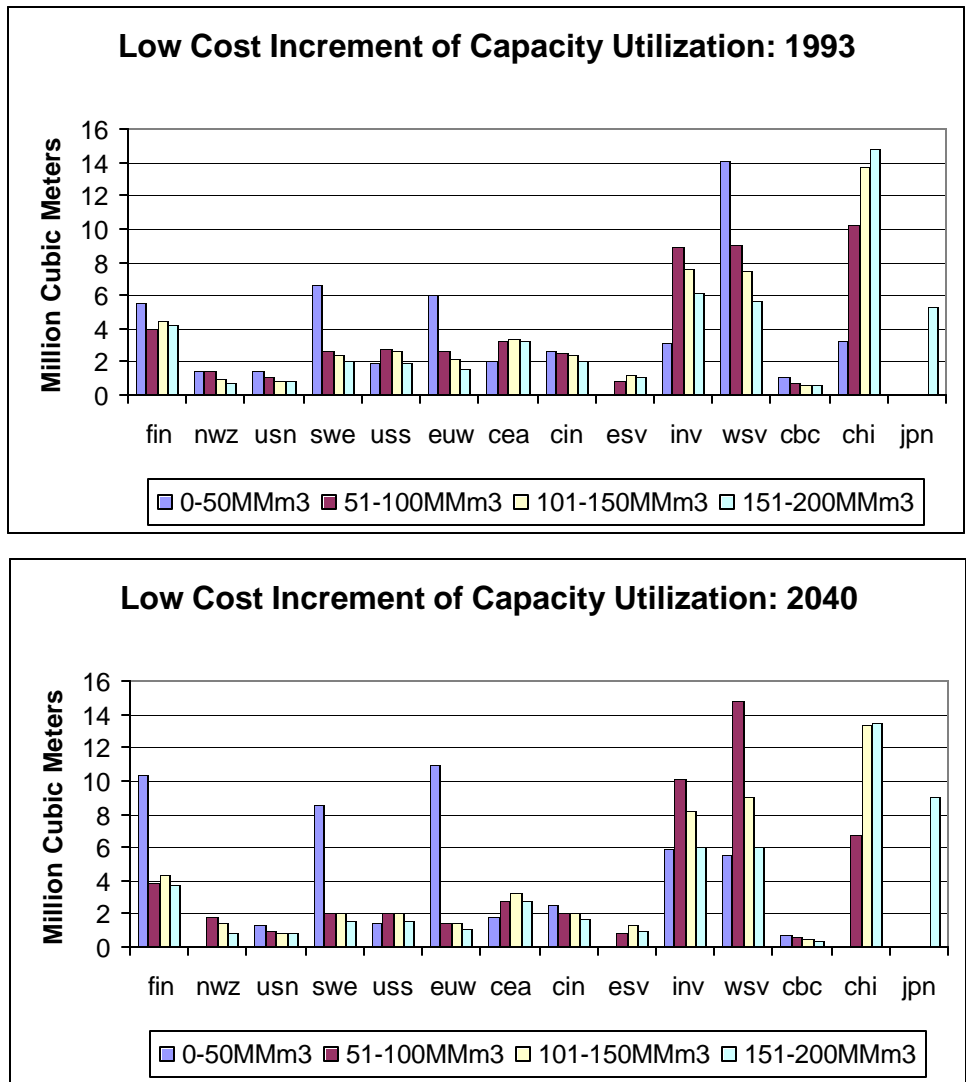 Low Cost Increment of Capacity Utilization: 1993
Million Cubic Meters
16
14
12
10
8
6
4
2
0
fin nwz usn swe uss euw cea cin esv inv wsv cbc chi jpn
0-50MMm3 51-100MMm3 101-150MMm3 151-200MMm3
Low Cost Increment of Capacity Utilization: 2040
Million Cubic Meters
16
14
12
10
8
6
4
2
0
fin nwz usn swe uss euw cea cin esv inv wsv cbc chi jpn
0-50MMm3 51-100MMm3 101-150MMm3 151-200MMm3